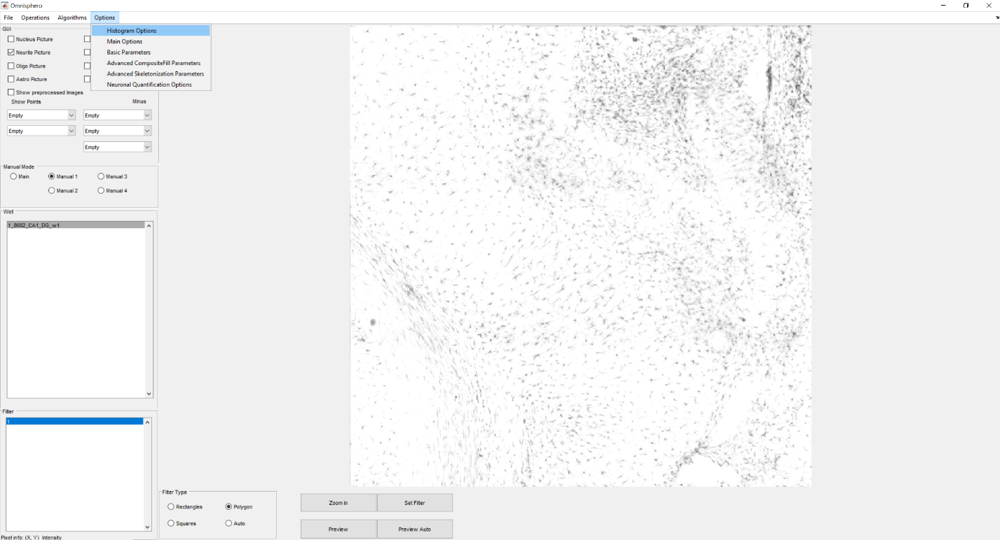 Omnisphero
File Operations Algorithms Options
GUI
Histogram Options
Main Options
Basic Parameters
Advanced CompositeFill Parameters
Advanced Skeletonization Parameters
Neuronal Quantification Options
Nucleus Picture
Neurite Picture
Oligo Picture
Astro Picture
Show preprocessed Images
Show Points Minus
Empty Empty
Empty Empty
Empty
Manual Mode
Main Manual 1 Manual 3
Manual 2 Manual 4
Well
1_8682_CA1_DG_w1
Filter
1
Filter Type
Rectangles Polygon
Squares Auto
Zoom in Set Filter
Preview Preview Auto
Pixel info: (X, Y) Intensity